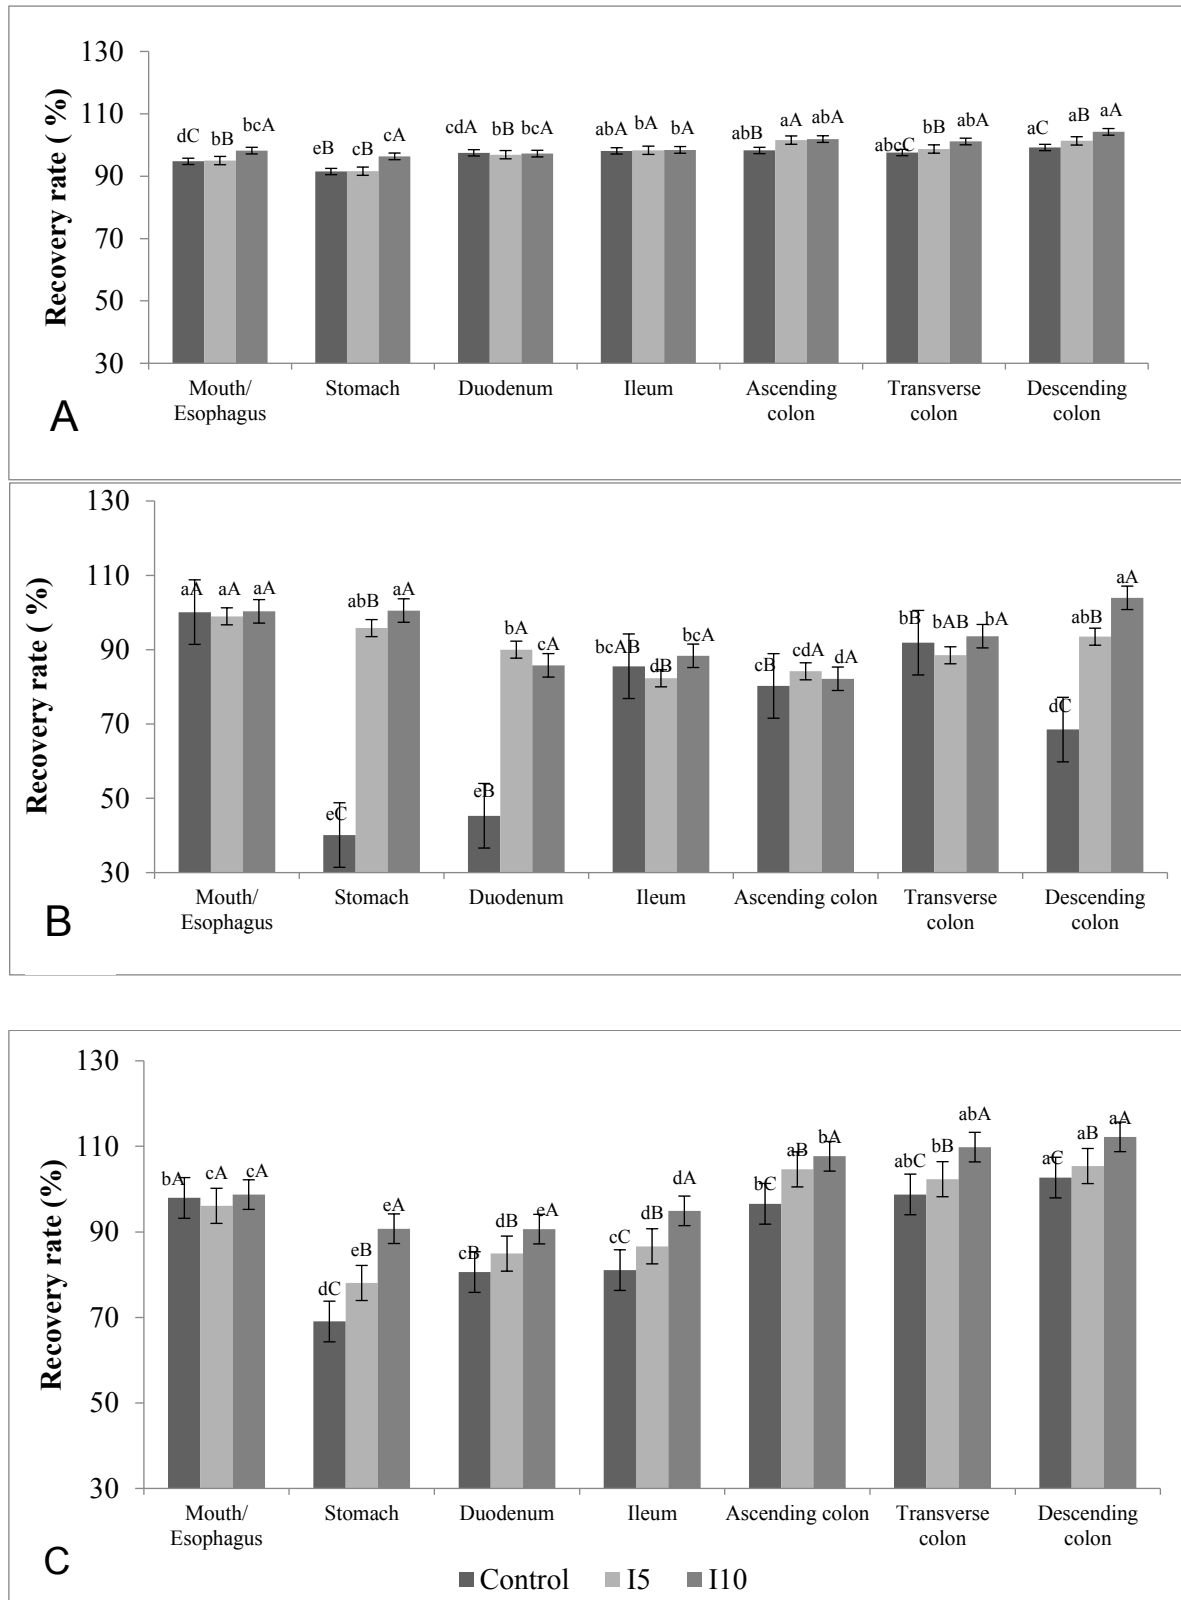 130
110
90
70
50
30
Recovery rate ( %)
dC bB bcA eB cB cA cdA bB bcA abA bA bA abB aA abA abcC bB abA aC aB aA
Mouth/ Stomach Duodenum Ileum Ascending Transverse Descending
Esophagus colon colon colon
A
130
110
90
70
50
30
Recovery rate ( %)
aA aA aA eC abB aA eB bA cA bcAB dB bcA cB cdA dA bB bAB bA dC abB aA
Mouth/ Stomach Duodenum Ileum Ascending colon Transverse Descending
Esophagus colon colon
B
130
110
90
70
50
30
Recovery rate (%)
bA cA cA dC eB eA cB dB eA cC dB dA bC aB bA abC bB abA aC aB aA
Mouth/ Stomach Duodenum Ileum Ascending colon Transverse Descending
Esophagus colon colon
C
Control I5 I10